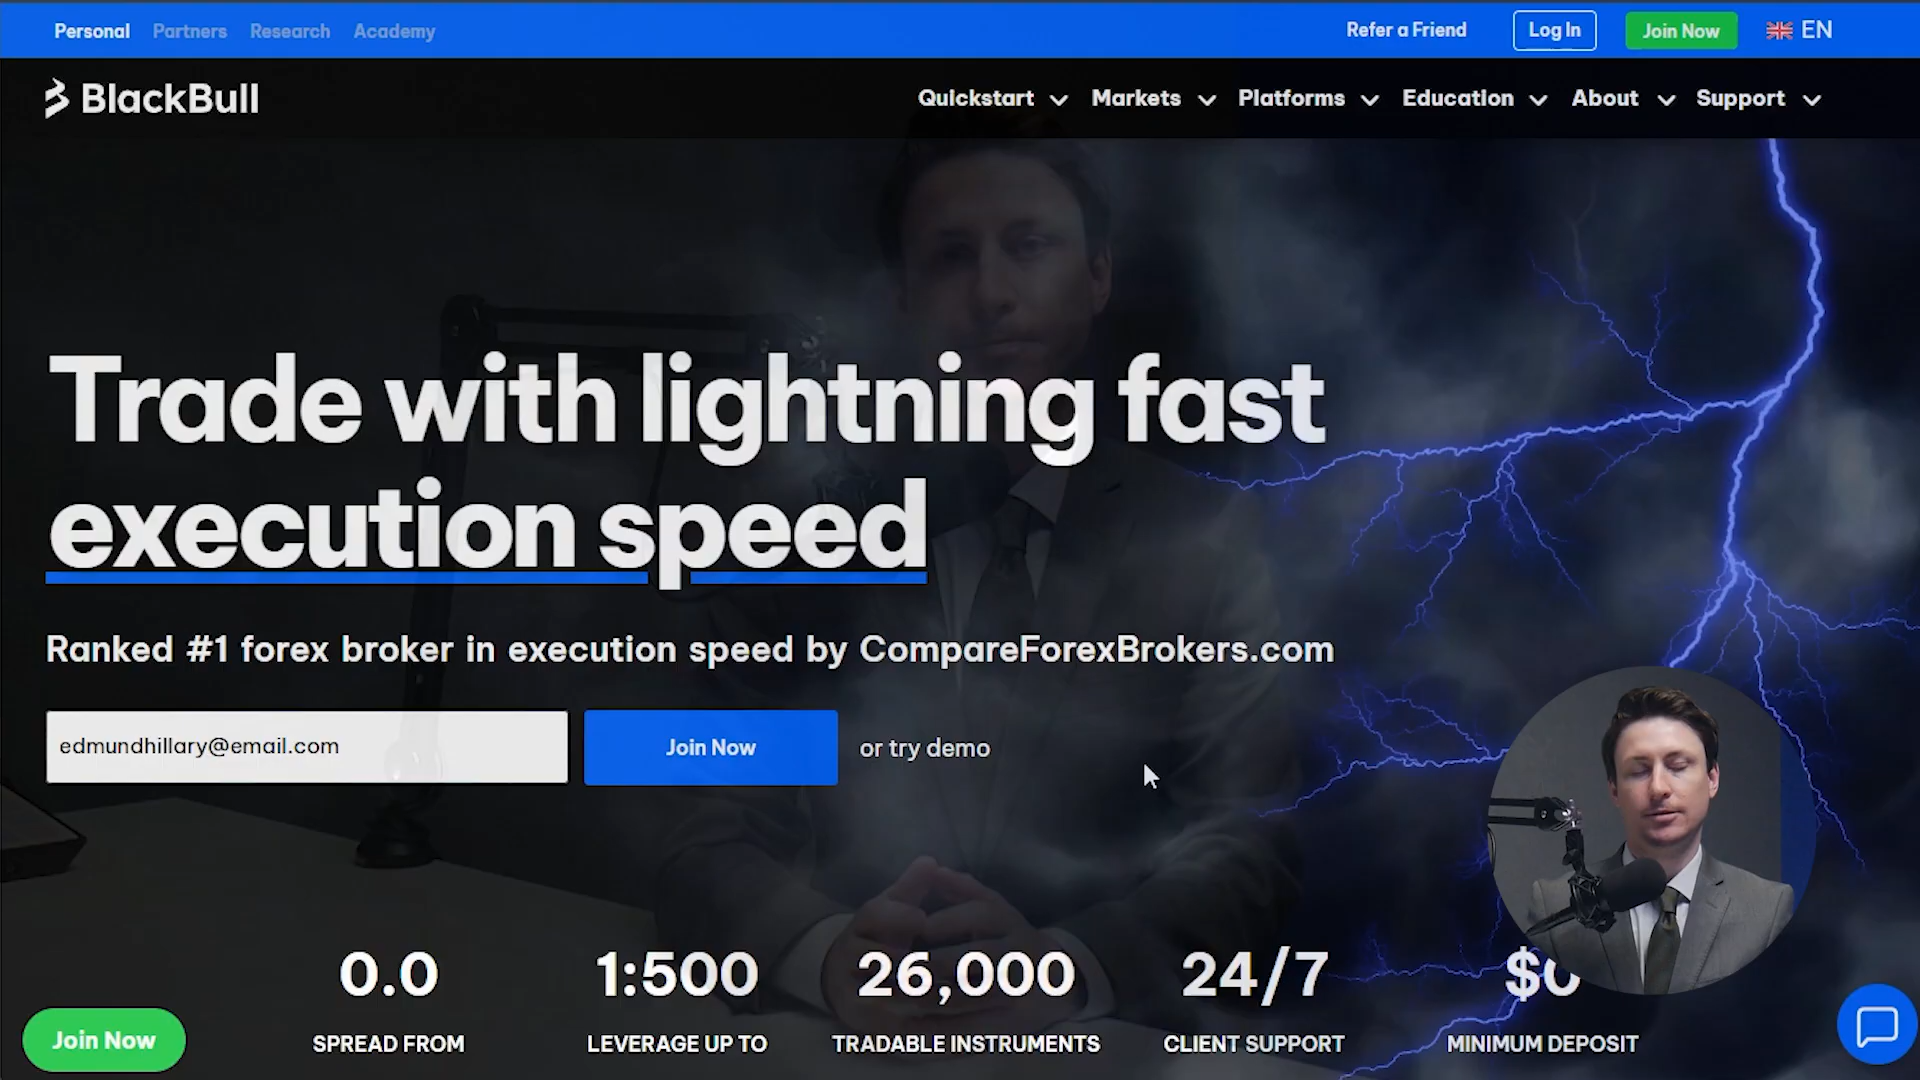 Personal Partners Research Academy
Refer a Friend Log In Join Now EN
BlackBull
Quickstart Markets Platforms Education About Support
Trade with lightning fast
execution speed
Ranked #1 forex broker in execution speed by CompareForexBrokers.com
edmundhillary@email.com
Join Now
or try demo
0.0 1:500 26,000 24/7 $0
SPREAD FROM LEVERAGE UP TO TRADABLE INSTRUMENTS CLIENT SUPPORT MINIMUM DEPOSIT
Join Now